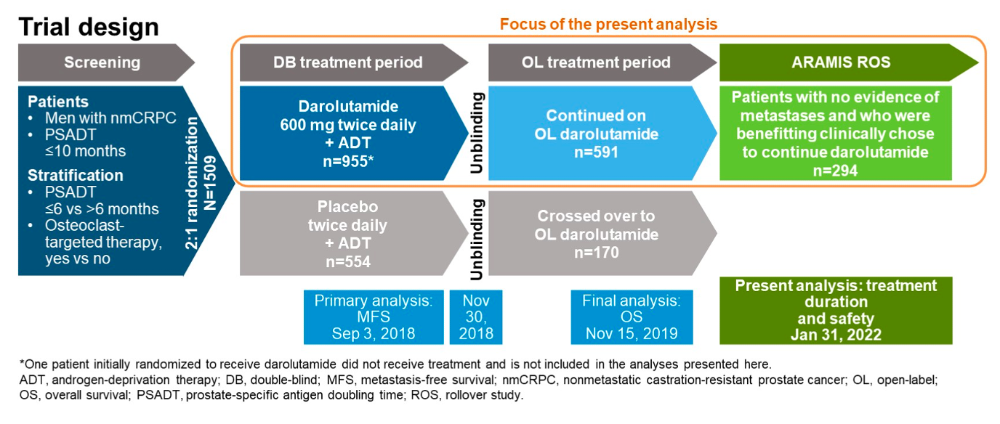 Trial design
Focus of the present analysis
Screening
DB treatment period
OL treatment period
ARAMIS ROS
Patients
• Men with nmCRPC
• PSADT
≤10 months
Stratification
• PSADT
≤6 vs >6 months
• Osteoclast-
targeted therapy,
yes vs no
2:1 randomization
N=1509
Darolutamide
600 mg twice daily
+ ADT
n=955*
Unblinding
Continued on
OL darolutamide
n=591
Patients with no evidence of
metastases and who were
benefitting clinically chose
to continue darolutamide
n=294
Placebo
twice daily
+ ADT
n=554
Unblinding
Crossed over to
OL darolutamide
n=170
Primary analysis:
MFS
Sep 3, 2018
Nov
30,
2018
Final analysis:
OS
Nov 15, 2019
Present analysis: treatment
duration
and safety
Jan 31, 2022
*One patient initially randomized to receive darolutamide did not receive treatment and is not included in the analyses presented here.
ADT, androgen-deprivation therapy; DB, double-blind; MFS, metastasis-free survival; nmCRPC, nonmetastatic castration-resistant prostate cancer; OL, open-label;
OS, overall survival; PSADT, prostate-specific antigen doubling time; ROS, rollover study.